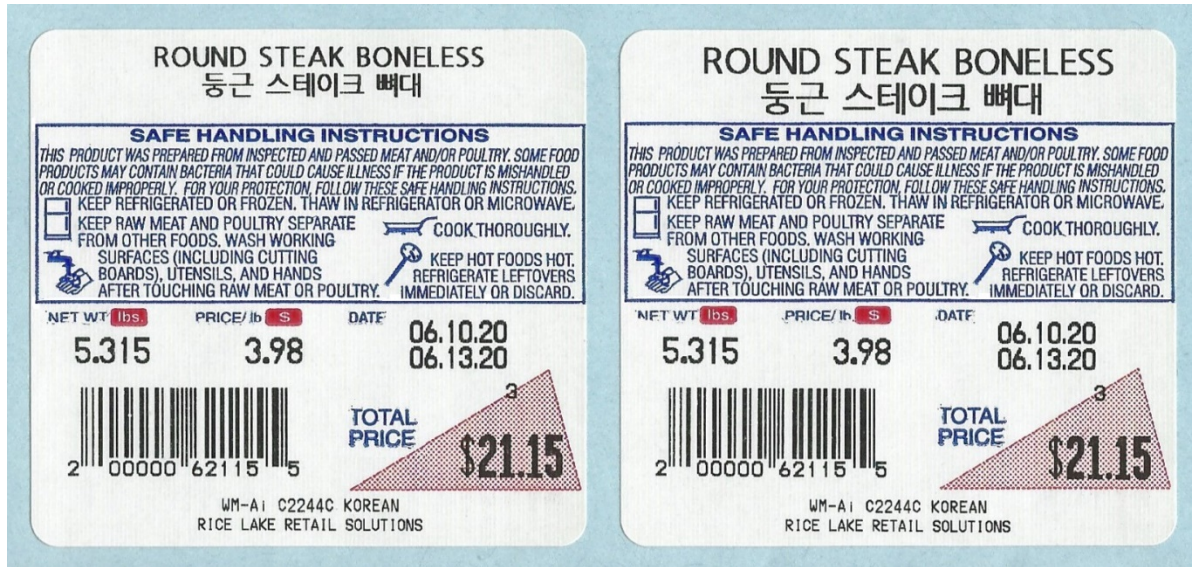 ROUND STEAK BONELESS
둥근 스테이크 뼈대
SAFE HANDLING INSTRUCTIONS
THIS PRODUCT WAS PREPARED FROM INSPECTED AND PASSED MEAT AND/OR POULTRY. SOME FOOD
PRODUCTS MAY CONTAIN BACTERIA THAT COULD CAUSE ILLNESS IF THE PRODUCT IS MISHANDLED
OR COOKED IMPROPERLY. FOR YOUR PROTECTION, FOLLOW THESE SAFE HANDLING INSTRUCTIONS.
KEEP REFRIGERATED OR FROZEN. THAW IN REFRIGERATOR OR MICROWAVE.
KEEP RAW MEAT AND POULTRY SEPARATE
FROM OTHER FOODS. WASH WORKING
SURFACES (INCLUDING CUTTING
BOARDS), UTENSILS, AND HANDS
AFTER TOUCHING RAW MEAT OR POULTRY.
COOK THOROUGHLY.
KEEP HOT FOODS HOT.
REFRIGERATE LEFTOVERS
IMMEDIATELY OR DISCARD.
NET WT lbs. PRICE/lb S DATE
5.315 3.98 06.10.20
06.13.20
3
TOTAL
PRICE
$21.15
2 00000 62115 5
WM-Ai C2244C KOREAN
RICE LAKE RETAIL SOLUTIONS
ROUND STEAK BONELESS
둥근 스테이크 뼈대
SAFE HANDLING INSTRUCTIONS
THIS PRODUCT WAS PREPARED FROM INSPECTED AND PASSED MEAT AND/OR POULTRY. SOME FOOD
PRODUCTS MAY CONTAIN BACTERIA THAT COULD CAUSE ILLNESS IF THE PRODUCT IS MISHANDLED
OR COOKED IMPROPERLY. FOR YOUR PROTECTION, FOLLOW THESE SAFE HANDLING INSTRUCTIONS.
KEEP REFRIGERATED OR FROZEN. THAW IN REFRIGERATOR OR MICROWAVE.
KEEP RAW MEAT AND POULTRY SEPARATE
FROM OTHER FOODS. WASH WORKING
SURFACES (INCLUDING CUTTING
BOARDS), UTENSILS, AND HANDS
AFTER TOUCHING RAW MEAT OR POULTRY.
COOK THOROUGHLY.
KEEP HOT FOODS HOT.
REFRIGERATE LEFTOVERS
IMMEDIATELY OR DISCARD.
NET WT lbs. PRICE/lb S DATE
5.315 3.98 06.10.20
06.13.20
3
TOTAL
PRICE
$21.15
2 00000 62115 5
WM-Ai C2244C KOREAN
RICE LAKE RETAIL SOLUTIONS